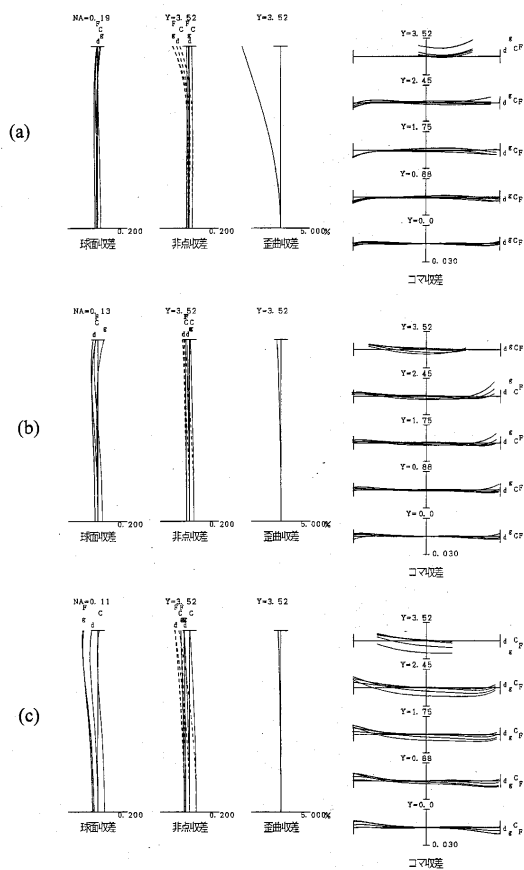 (a)
NA=0.19
F
C
d g
0.200
球面収差
Y=3.52
F F
g C C
d d g
0.200
非点収差
Y=3.52
5.000%
歪曲収差
Y=3.52
g
d C F
Y=2.45
g
d C F
Y=1.75
d g C F
Y=0.88
d g C F
Y=0.0
d g C F
0.030
コマ収差
(b)
NA=0.13
F
C
d g
0.200
球面収差
Y=3.52
F
C C
d d g
0.200
非点収差
Y=3.52
5.000%
歪曲収差
Y=3.52
d g C F
Y=2.45
g
d C F
Y=1.75
g
d C F
Y=0.88
g
d C F
Y=0.0
d g C F
0.030
コマ収差
(c)
NA=0.11
F C
g d
0.200
球面収差
Y=3.52
F F
C C
d g g d
0.200
非点収差
Y=3.52
5.000%
歪曲収差
Y=3.52
d g C F
Y=2.45
d g C F
Y=1.75
d g C F
Y=0.88
d g C F
Y=0.0
d g C F
0.030
コマ収差